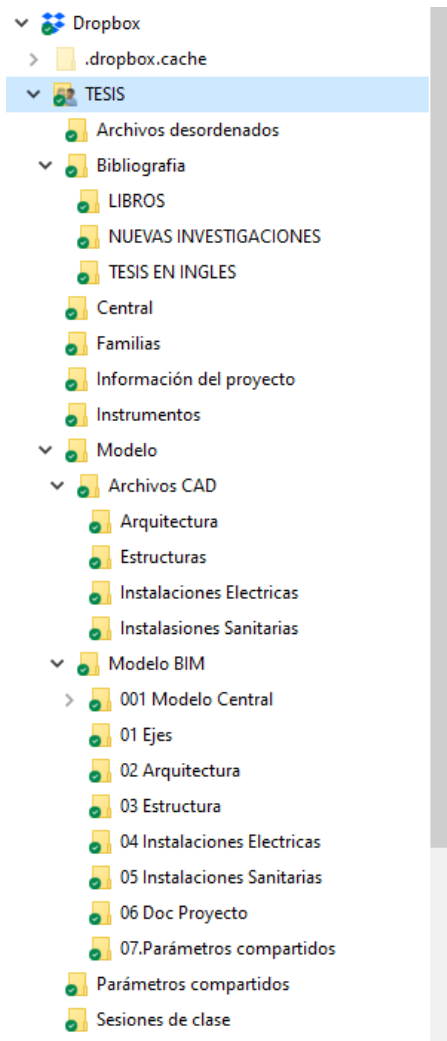 Dropbox
.dropbox.cache
TESIS
Archivos desordenados
Bibliografia
LIBROS
NUEVAS INVESTIGACIONES
TESIS EN INGLES
Central
Familias
Información del proyecto
Instrumentos
Modelo
Archivos CAD
Arquitectura
Estructuras
Instalaciones Electricas
Instalasiones Sanitarias
Modelo BIM
001 Modelo Central
01 Ejes
02 Arquitectura
03 Estructura
04 Instalaciones Electricas
05 Instalaciones Sanitarias
06 Doc Proyecto
07.Parámetros compartidos
Parámetros compartidos
Sesiones de clase